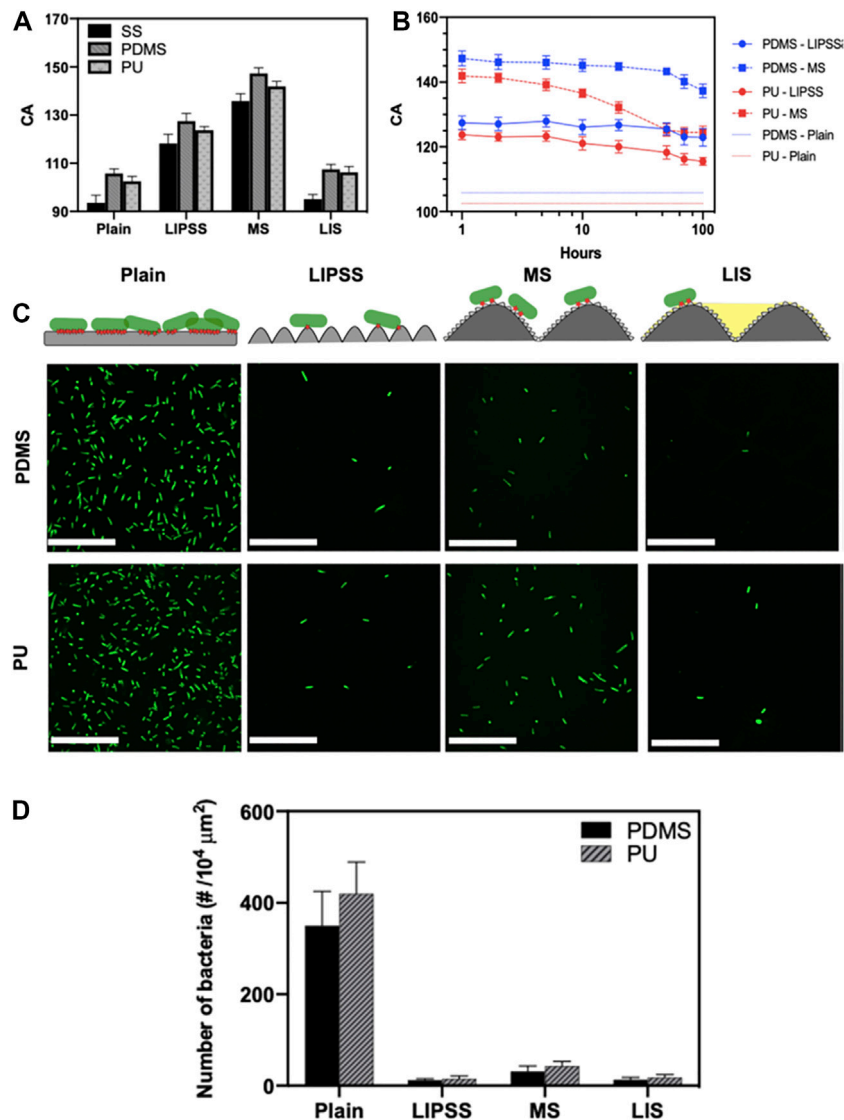 A
CA
170
150
130
110
90
SS
PDMS
PU
Plain
LIPSS
MS
LIS
B
CA
160
140
120
100
1
10
100
Hours
PDMS - LIPSS
PDMS - MS
PU - LIPSS
PU - MS
PDMS - Plain
PU - Plain
C
Plain
LIPSS
MS
LIS
PDMS
PU
D
Number of bacteria (# /10⁴ µm²)
600
400
200
0
PDMS
PU
Plain
LIPSS
MS
LIS